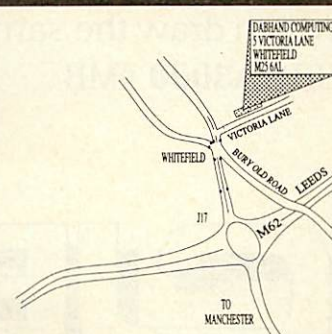 DABHAND COMPUTING
5 VICTORIA LANE
WHITEFIELD
M25 6AL
VICTORIA LANE
WHITEFIELD
BURY OLD ROAD
LEEDS
J17
M62
TO
MANCHESTER